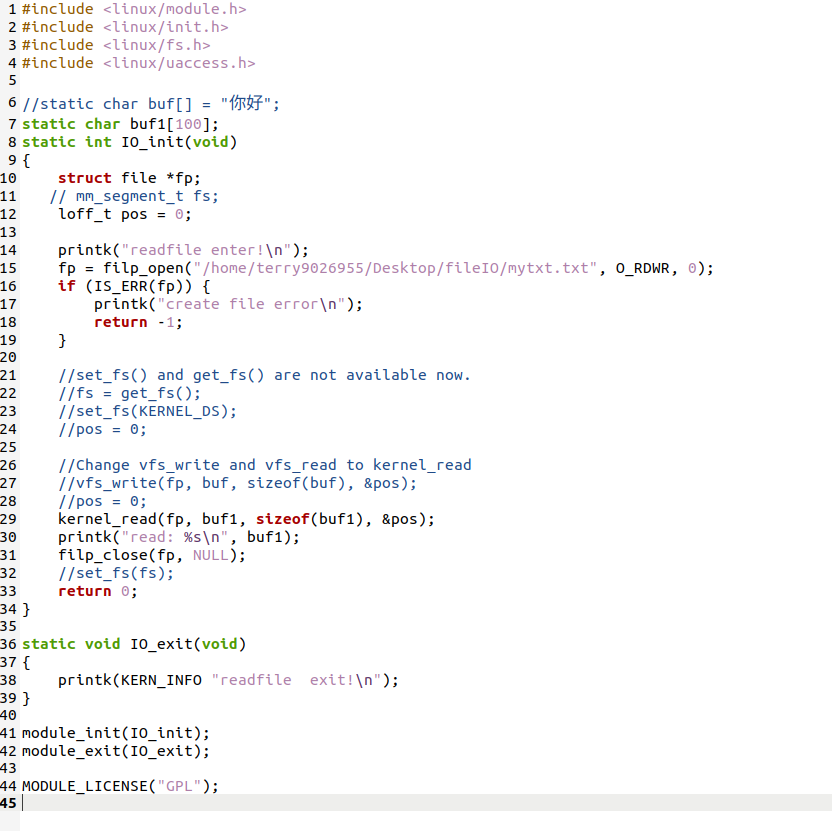 1 #include <linux/module.h>
2 #include <linux/init.h>
3 #include <linux/fs.h>
4 #include <linux/uaccess.h>
5
6 //static char buf[] = "你好";
7 static char buf1[100];
8 static int IO_init(void)
9 {
10     struct file *fp;
11    // mm_segment_t fs;
12     loff_t pos = 0;
13
14     printk("readfile enter!\n");
15     fp = filp_open("/home/terry9026955/Desktop/fileIO/mytxt.txt", O_RDWR, 0);
16     if (IS_ERR(fp)) {
17         printk("create file error\n");
18         return -1;
19     }
20
21     //set_fs() and get_fs() are not available now.
22     //fs = get_fs();
23     //set_fs(KERNEL_DS);
24     //pos = 0;
25
26     //Change vfs_write and vfs_read to kernel_read
27     //vfs_write(fp, buf, sizeof(buf), &pos);
28     //pos = 0;
29     kernel_read(fp, buf1, sizeof(buf1), &pos);
30     printk("read: %s\n", buf1);
31     filp_close(fp, NULL);
32     //set_fs(fs);
33     return 0;
34 }
35
36 static void IO_exit(void)
37 {
38     printk(KERN_INFO "readfile  exit!\n");
39 }
40
41 module_init(IO_init);
42 module_exit(IO_exit);
43
44 MODULE_LICENSE("GPL");
45